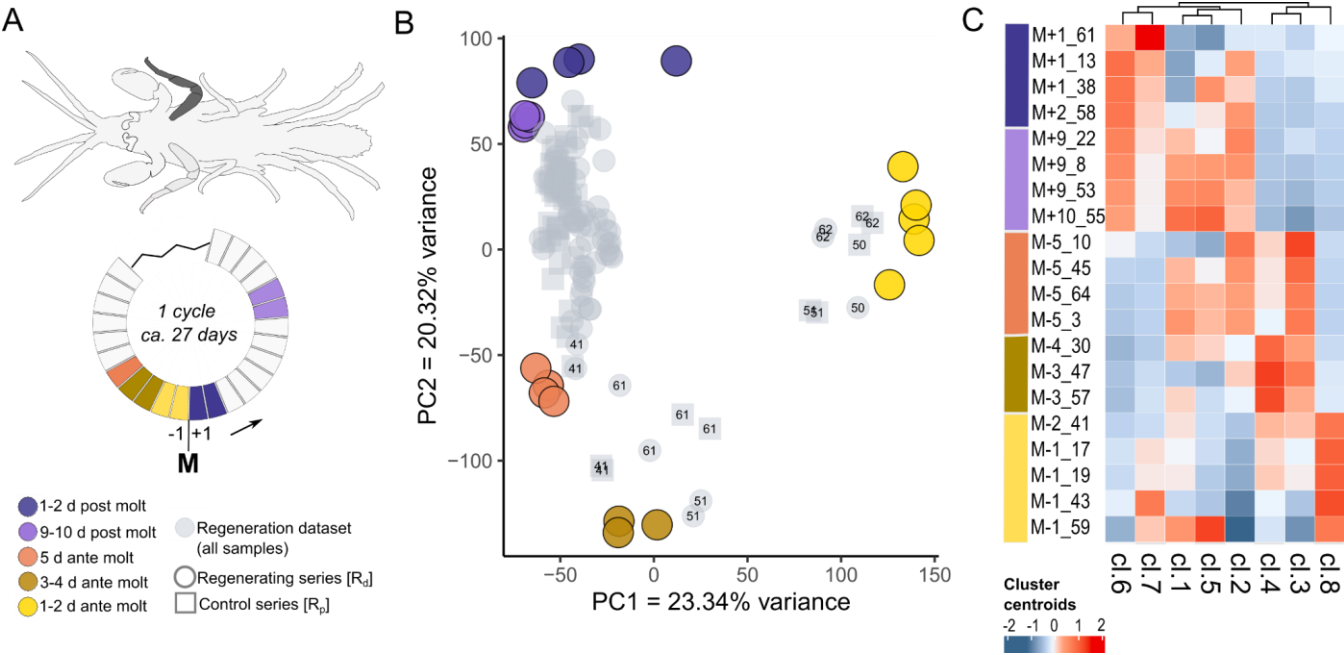 A
1 cycle
ca. 27 days
-1 +1
M
1-2 d post molt
9-10 d post molt
5 d ante molt
3-4 d ante molt
1-2 d ante molt
Regeneration dataset
(all samples)
Regenerating series [Rd]
Control series [Rp]
B
PC2 = 20.32% variance
100
50
0
−50
−100
62
62
62
62
50
51
51
50
41
41
61
61
61
61
41
41
51
51
−50
0
50
100
150
PC1 = 23.34% variance
C
M+1_61
M+1_13
M+1_38
M+2_58
M+9_22
M+9_8
M+9_53
M+10_55
M-5_10
M-5_45
M-5_64
M-5_3
M-4_30
M-3_47
M-3_57
M-2_41
M-1_17
M-1_19
M-1_43
M-1_59
cl.6
cl.7
cl.1
cl.5
cl.2
cl.4
cl.3
cl.8
Cluster
centroids
-2 -1 0 1 2